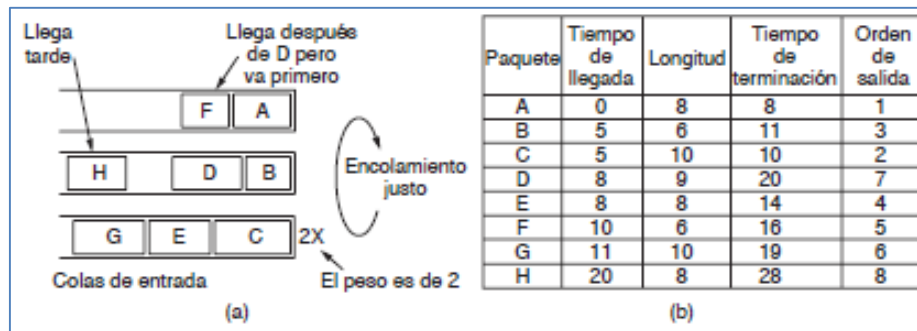 Llega
tarde
Llega después
de D pero
va primero
F A
H D B
G E C 2X
Encolamiento
justo
Colas de entrada
El peso es de 2
(a)
Paquete Tiempo de llegada Longitud Tiempo de terminación Orden de salida
A 0 8 8 1
B 5 6 11 3
C 5 10 10 2
D 8 9 20 7
E 8 8 14 4
F 10 6 16 5
G 11 10 19 6
H 20 8 28 8
(b)